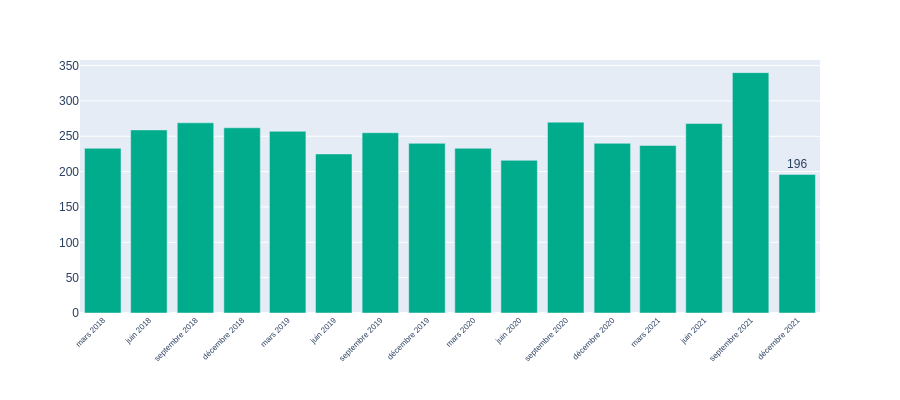 350
300
250
200
150
100
50
0
196
mars 2018
juin 2018
septembre 2018
décembre 2018
mars 2019
juin 2019
septembre 2019
décembre 2019
mars 2020
juin 2020
septembre 2020
décembre 2020
mars 2021
juin 2021
septembre 2021
décembre 2021